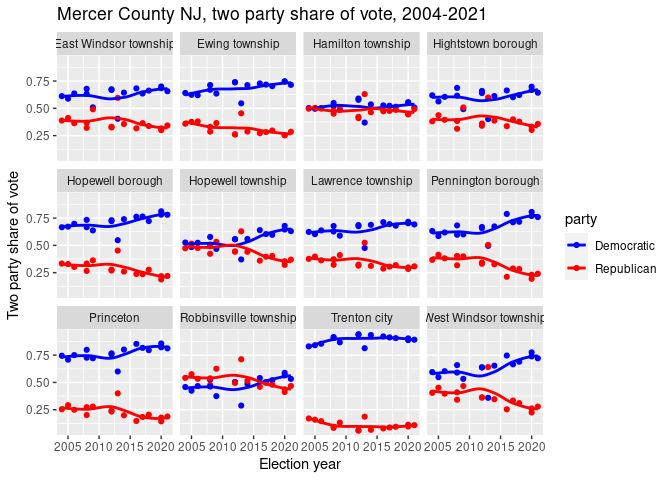 Mercer County NJ, two party share of vote, 2004-2021
East Windsor township Ewing township Hamilton township Hightstown borough
0.75
0.50
0.25
Hopewell borough Hopewell township Lawrence township Pennington borough
0.75
0.50
0.25
Princeton Robbinsville township Trenton city West Windsor township
0.75
0.50
0.25
2005 2010 2015 2020 2005 2010 2015 2020 2005 2010 2015 2020 2005 2010 2015 2020
Election year
Two party share of vote
party
Democratic
Republican